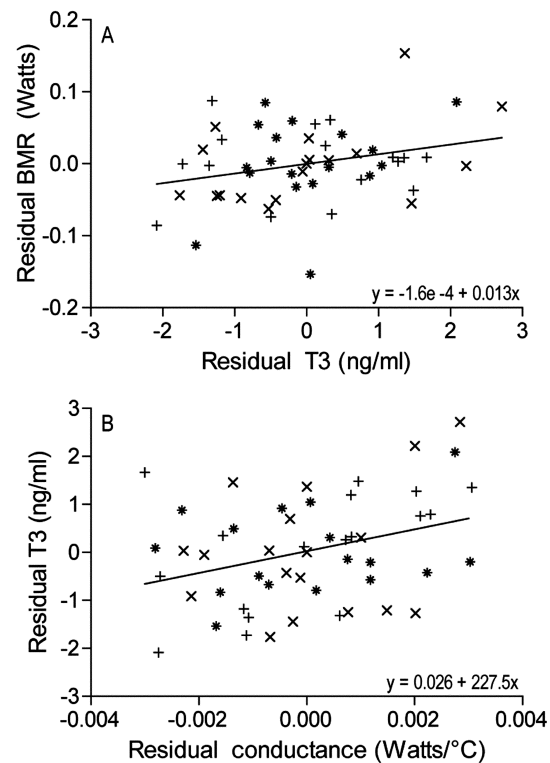 A
0.2
0.1
0.0
-0.1
-0.2
Residual BMR (Watts)
y = -1.6e -4 + 0.013x
-3 -2 -1 0 1 2 3
Residual T3 (ng/ml)
B
3
2
1
0
-1
-2
-3
Residual T3 (ng/ml)
y = 0.026 + 227.5x
-0.004 -0.002 0.000 0.002 0.004
Residual conductance (Watts/°C)